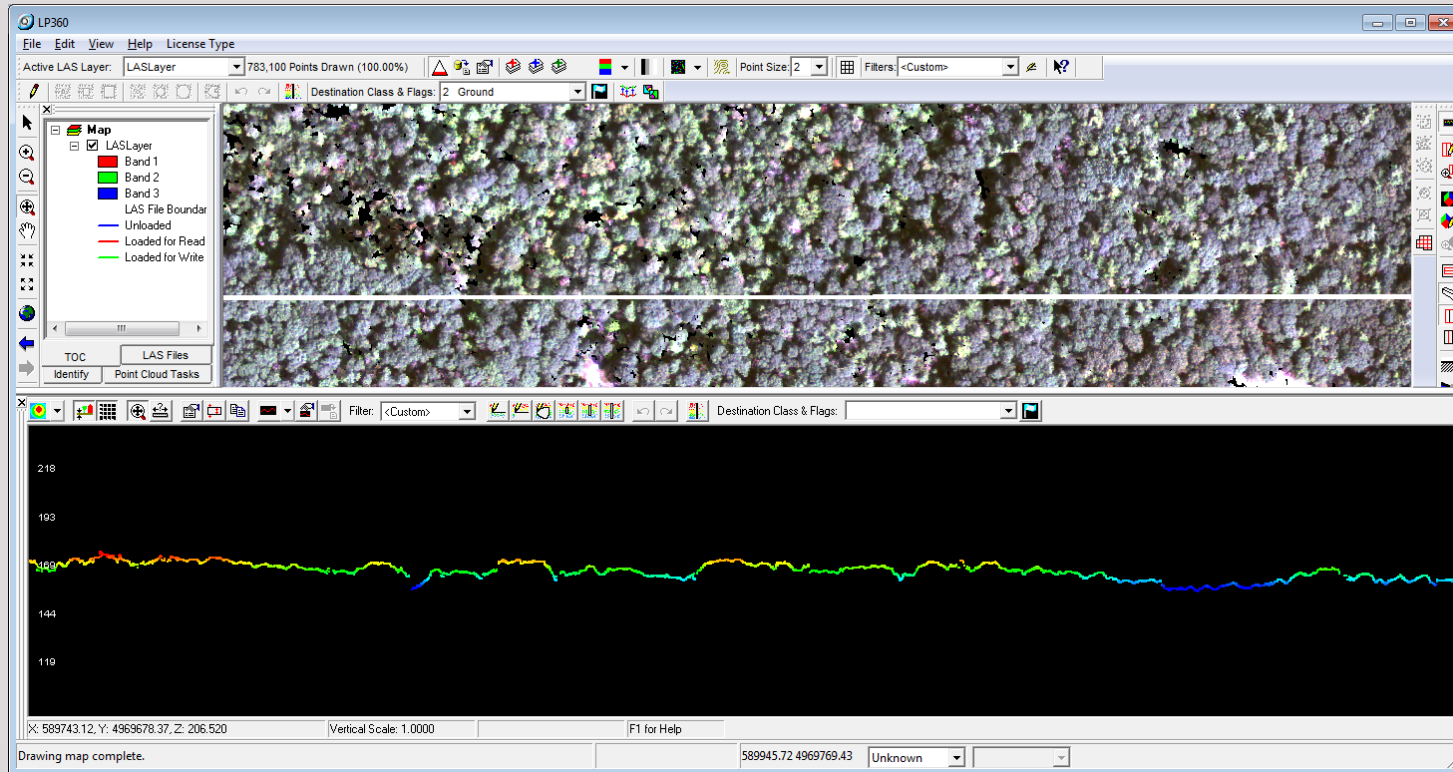 LP360
File Edit View Help License Type
Active LAS Layer: LASLayer 783,100 Points Drawn (100.00%) Point Size: 2 Filters: <Custom>
Destination Class & Flags: 2 Ground
Map
LASLayer
Band 1
Band 2
Band 3
LAS File Boundar
Unloaded
Loaded for Read
Loaded for Write
TOC LAS Files
Identify Point Cloud Tasks
Filter: <Custom> Destination Class & Flags:
218
193
169
144
119
X: 589743.12, Y: 4969678.37, Z: 206.520 Vertical Scale: 1.0000 F1 for Help
Drawing map complete. 589945.72 4969769.43 Unknown